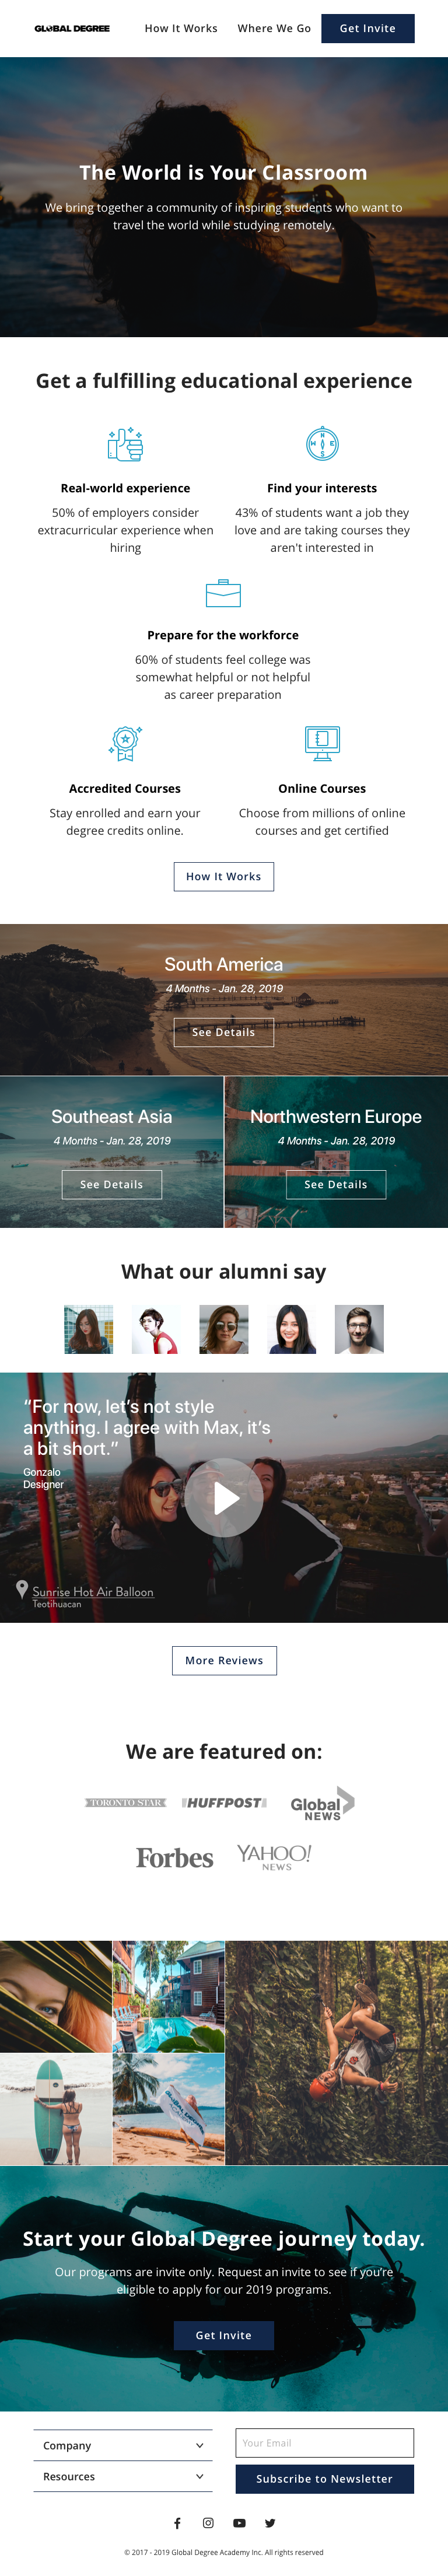 GLOBAL DEGREE
How It Works
Where We Go
Get Invite
The World is Your Classroom
We bring together a community of inspiring students who want to
travel the world while studying remotely.
Get a fulfilling educational experience
Real-world experience
50% of employers consider
extracurricular experience when
hiring
N
W E
S
Find your interests
43% of students want a job they
love and are taking courses they
aren't interested in
Prepare for the workforce
60% of students feel college was
somewhat helpful or not helpful
as career preparation
Accredited Courses
Stay enrolled and earn your
degree credits online.
Online Courses
Choose from millions of online
courses and get certified
How It Works
South America
4 Months - Jan. 28, 2019
See Details
Southeast Asia
4 Months - Jan. 28, 2019
See Details
Northwestern Europe
4 Months - Jan. 28, 2019
See Details
What our alumni say
“For now, let’s not style
anything. I agree with Max, it’s
a bit short.”
Gonzalo
Designer
Sunrise Hot Air Balloon
Teotihuacan
More Reviews
We are featured on:
TORONTO STAR
HUFFPOST
Global
NEWS
Forbes
YAHOO!
NEWS
GLOBAL DEGREE
Start your Global Degree journey today.
Our programs are invite only. Request an invite to see if you’re
eligible to apply for our 2019 programs.
Get Invite
Company
Resources
Your Email
Subscribe to Newsletter
© 2017 - 2019 Global Degree Academy Inc. All rights reserved